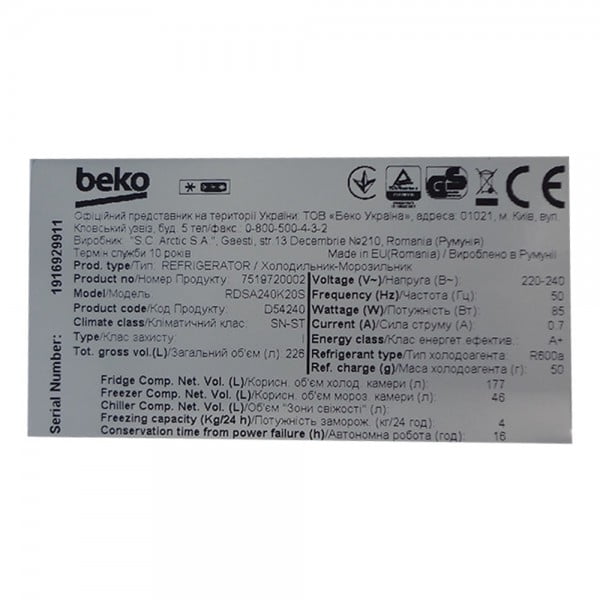 beko
Офіційний представник на території України: ТОВ «Беко Україна», адреса: 01021, м. Київ, вул.
Кловський узвіз, буд. 5 тел/факс.: 0-800-500-4-3-2
Виробник: "S.C. Arctic S.A.", Gaesti, str 13 Decembrie №210, Romania (Румунія)
Термін служби 10 років
Made in EU(Romania) / Вироблено в Румунії
Prod. type/Тип: REFRIGERATOR / Холодильник-Морозильник
Product no/Номер Продукту: 7519720002
Model/Модель RDSA240K20S
Product code/Код Продукту: D54240
Climate class/Кліматичний клас: SN-ST
Type/Клас захисту: I
Tot. gross vol.(L)/Загальний об'єм (л): 226
Voltage (V~)/Напруга (В~): 220-240
Frequency (Hz)/Частота (Гц): 50
Wattage (W)/Потужність (Вт): 85
Current (A)/Сила струму (А): 0.7
Energy class/Клас енергет ефектив.: A+
Refrigerant type/Тип холодоагента: R600a
Ref. charge (g)/Маса холодоагента (г): 50
Fridge Comp. Net. Vol. (L)/Корисн. об'єм холод. камери (л): 177
Freezer Comp. Net. Vol. (L)/Корисн. об'єм мороз. камери (л): 46
Chiller Comp. Net. Vol. (L)/Об'єм "Зони свіжості" (л):
Freezing capacity (Kg/24 h)/Потужність заморож. (кг/24 год): 4
Conservation time from power failure (h)/Автономна робота (год): 16
Serial Number: 1916929911